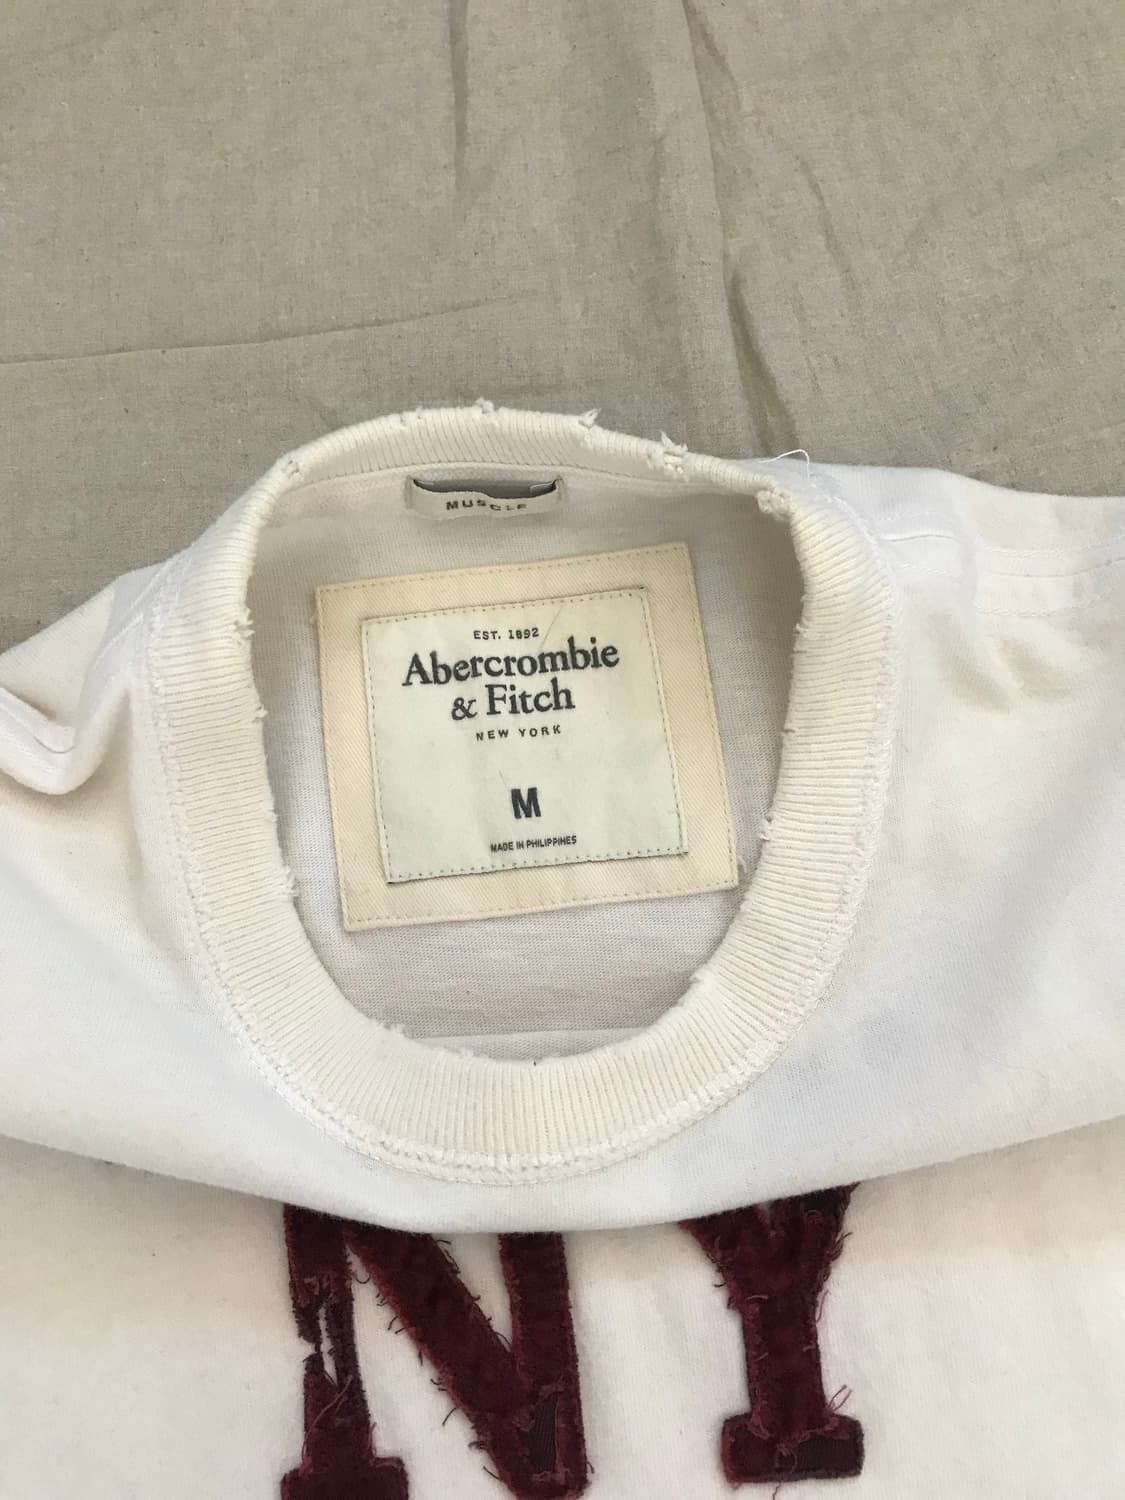 MUSCLE
EST. 1892
Abercrombie
& Fitch
NEW YORK
M
MADE IN PHILIPPINES
NY